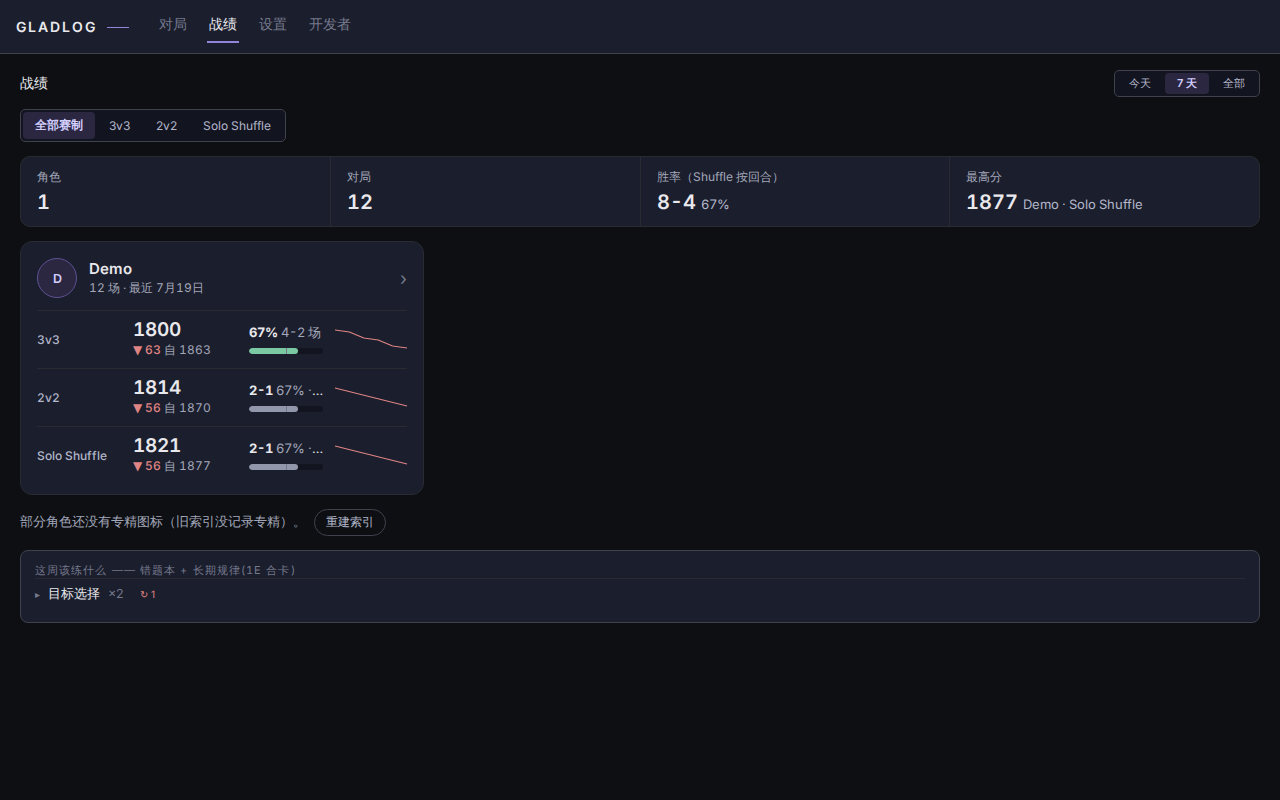 GLADLOG 对局 战绩 设置 开发者
战绩 今天 7 天 全部
全部赛制 3v3 2v2 Solo Shuffle
角色 对局 胜率（Shuffle 按回合） 最高分
1 12 8-4 67% 1877 Demo · Solo Shuffle
D Demo
12 场 · 最近 7月19日
3v3 1800 67% 4-2 场
▼ 63 自 1863
2v2 1814 2-1 67% ·...
▼ 56 自 1870
Solo Shuffle 1821 2-1 67% ·...
▼ 56 自 1877
部分角色还没有专精图标（旧索引没记录专精）。 重建索引
这周该练什么 —— 错题本 + 长期规律(1E 合卡)
▸ 目标选择 ×2 ↻ 1